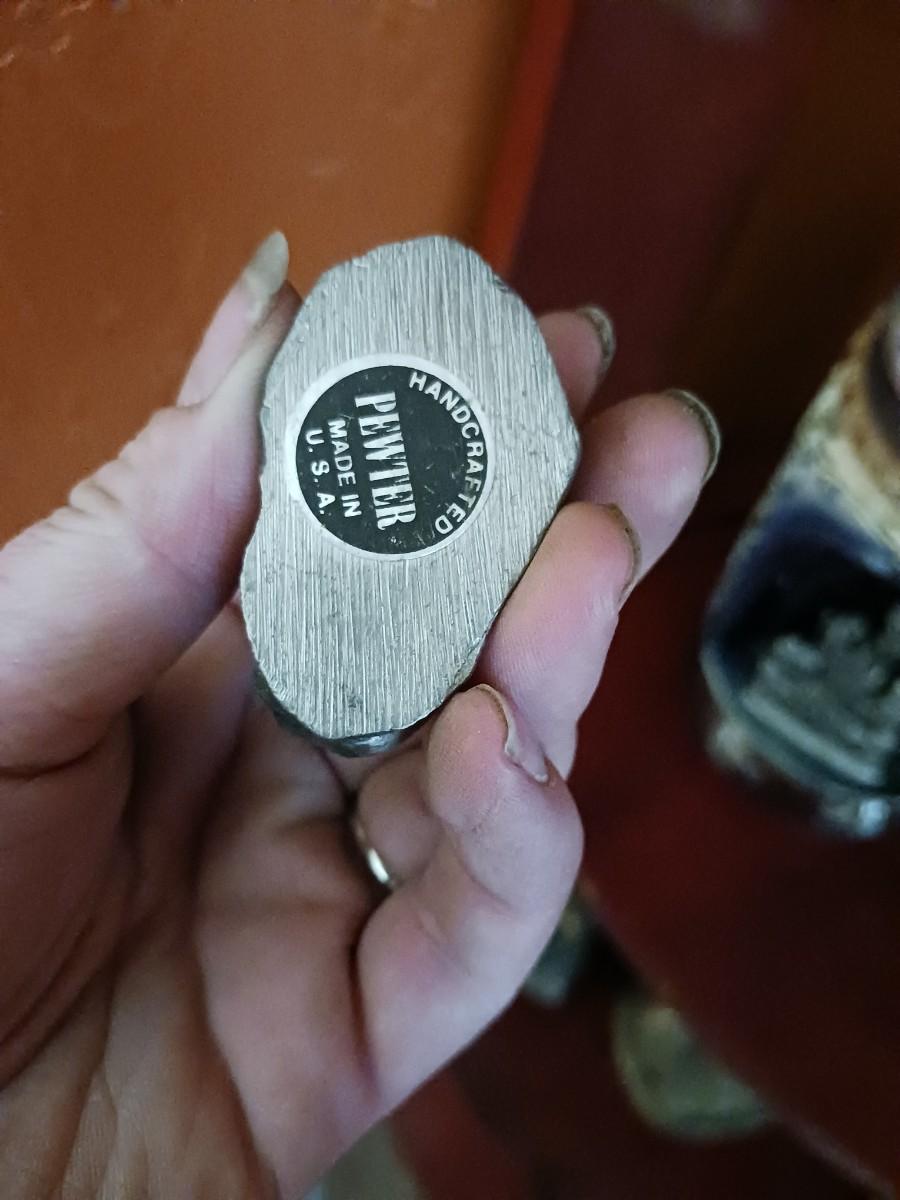 HANDCRAFTED
PEWTER
MADE IN
U. S. A.